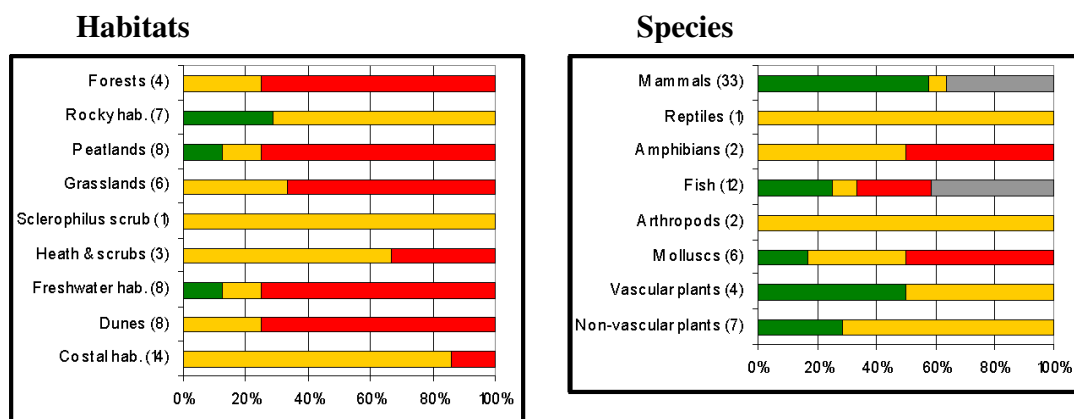 Habitats
Forests (4)
Rocky hab. (7)
Peatlands (8)
Grasslands (6)
Sclerophilus scrub (1)
Heath & scrubs (3)
Freshwater hab. (8)
Dunes (8)
Costal hab. (14)
0% 20% 40% 60% 80% 100%
Species
Mammals (33)
Reptiles (1)
Amphibians (2)
Fish (12)
Arthropods (2)
Molluscs (6)
Vascular plants (4)
Non-vascular plants (7)
0% 20% 40% 60% 80% 100%